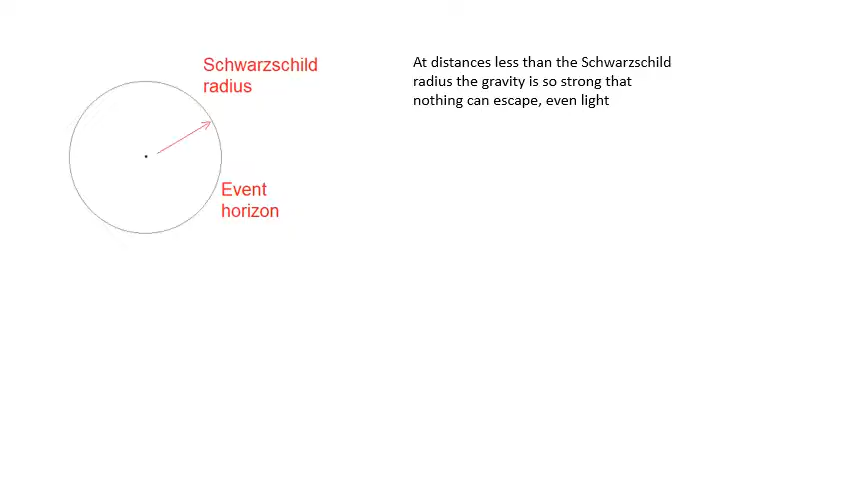 Schwarzschild
radius
Event
horizon
At distances less than the Schwarzschild
radius the gravity is so strong that
nothing can escape, even light